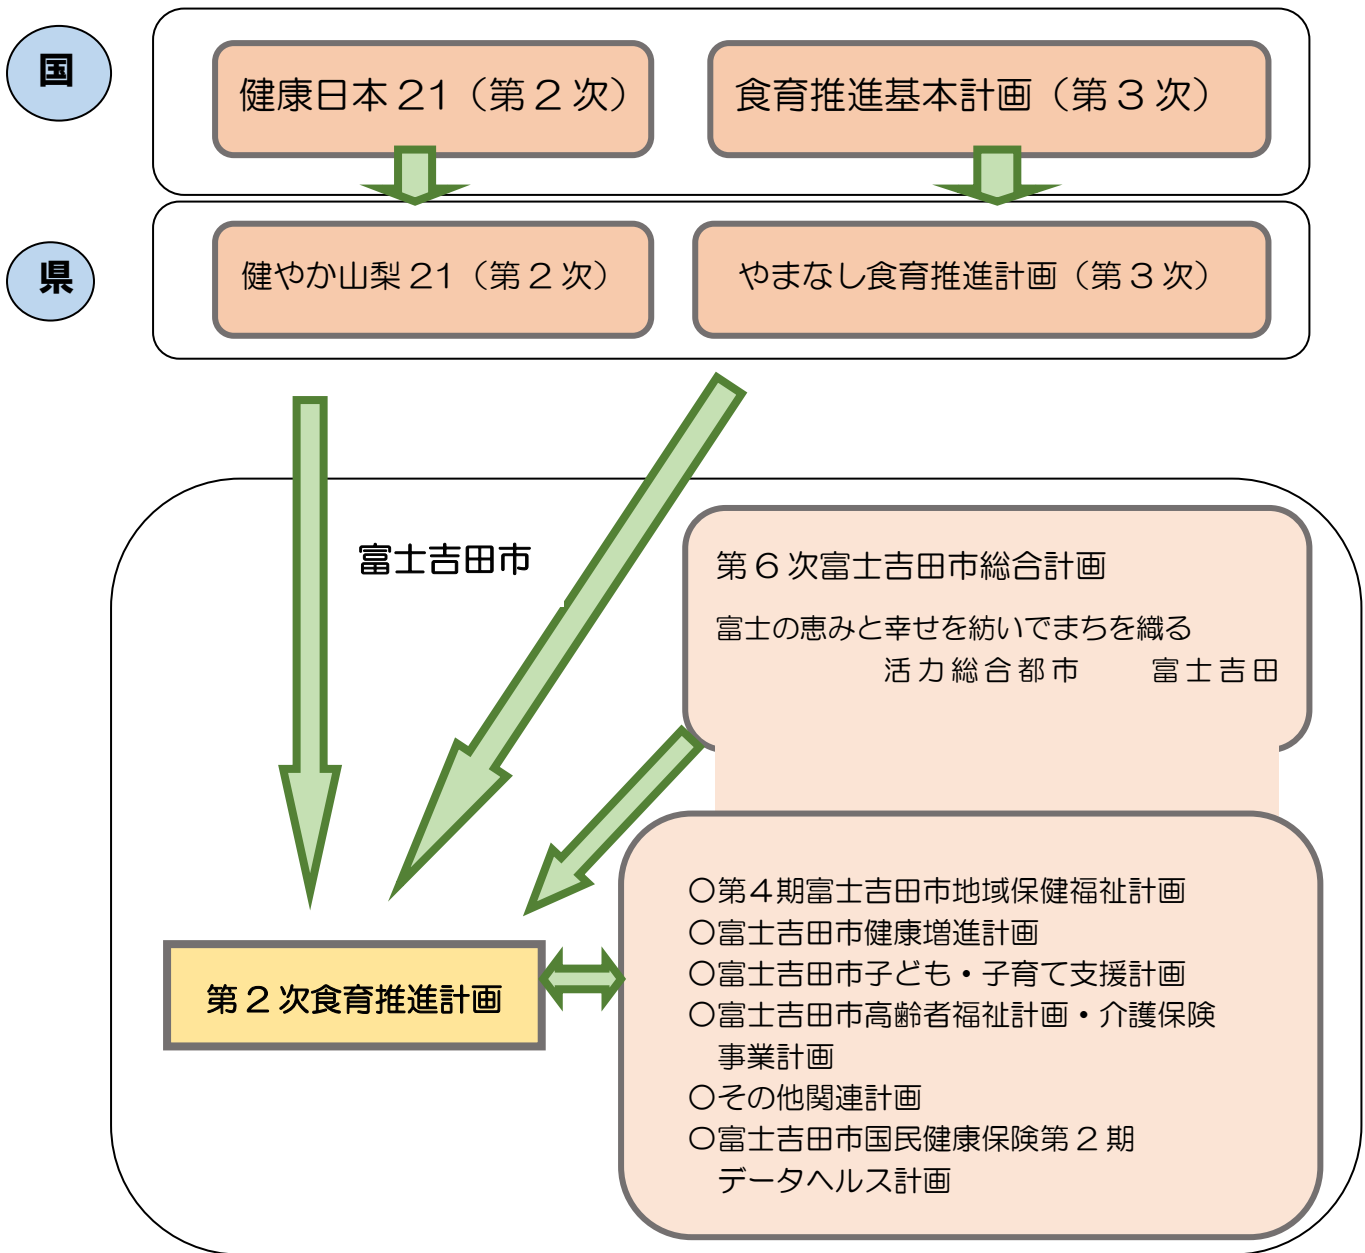 国
健康日本 21（第 2 次）
食育推進基本計画（第 3 次）
県
健やか山梨 21（第 2 次）
やまなし食育推進計画（第 3 次）
富士吉田市
第 6 次富士吉田市総合計画
富士の恵みと幸せを紡いでまちを織る
活力総合都市　富士吉田
第 2 次食育推進計画
〇第４期富士吉田市地域保健福祉計画
〇富士吉田市健康増進計画
〇富士吉田市子ども・子育て支援計画
〇富士吉田市高齢者福祉計画・介護保険
事業計画
〇その他関連計画
〇富士吉田市国民健康保険第 2 期
データヘルス計画